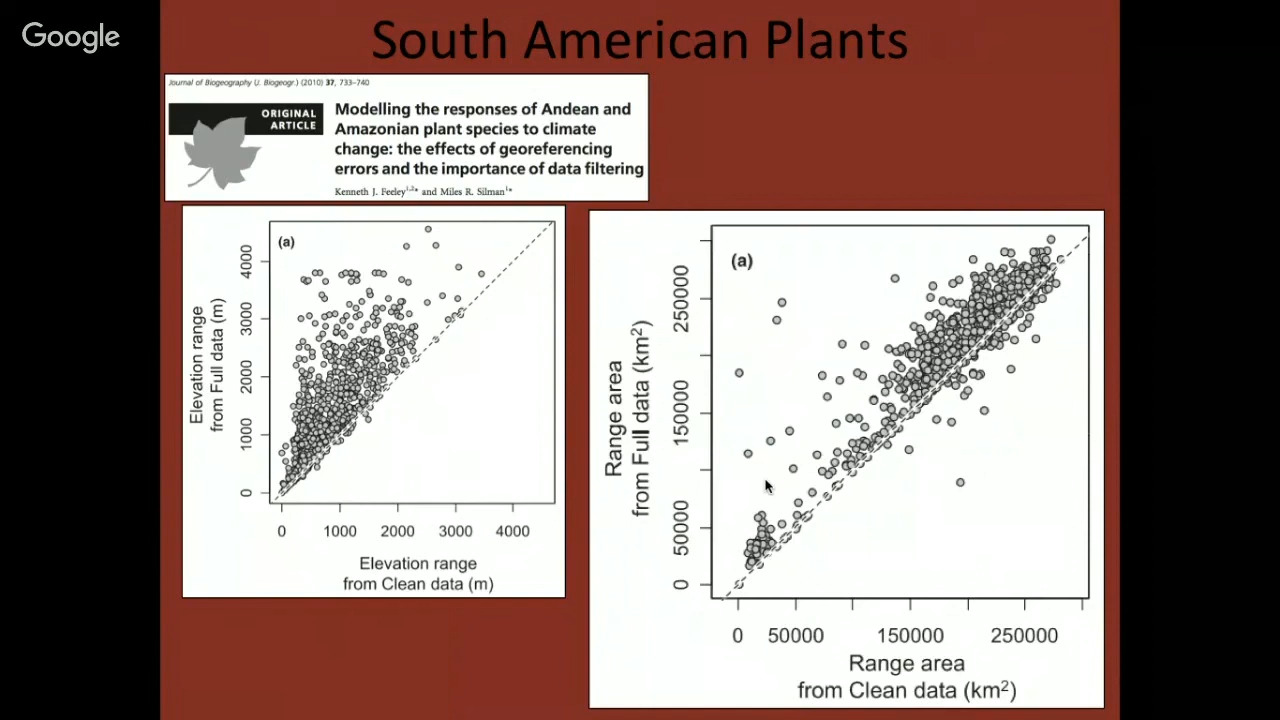 Google
South American Plants
Journal of Biogeography (J. Biogeogr.) (2010) 37, 733–740
ORIGINAL
ARTICLE
Modelling the responses of Andean and
Amazonian plant species to climate
change: the effects of georeferencing
errors and the importance of data filtering
Kenneth J. Feeley1,2* and Miles R. Silman1*
(a)
Elevation range
from Full data (m)
4000
3000
2000
1000
0
0 1000 2000 3000 4000
Elevation range
from Clean data (m)
(a)
Range area
from Full data (km²)
250000
150000
50000
0
0 50000 150000 250000
Range area
from Clean data (km²)